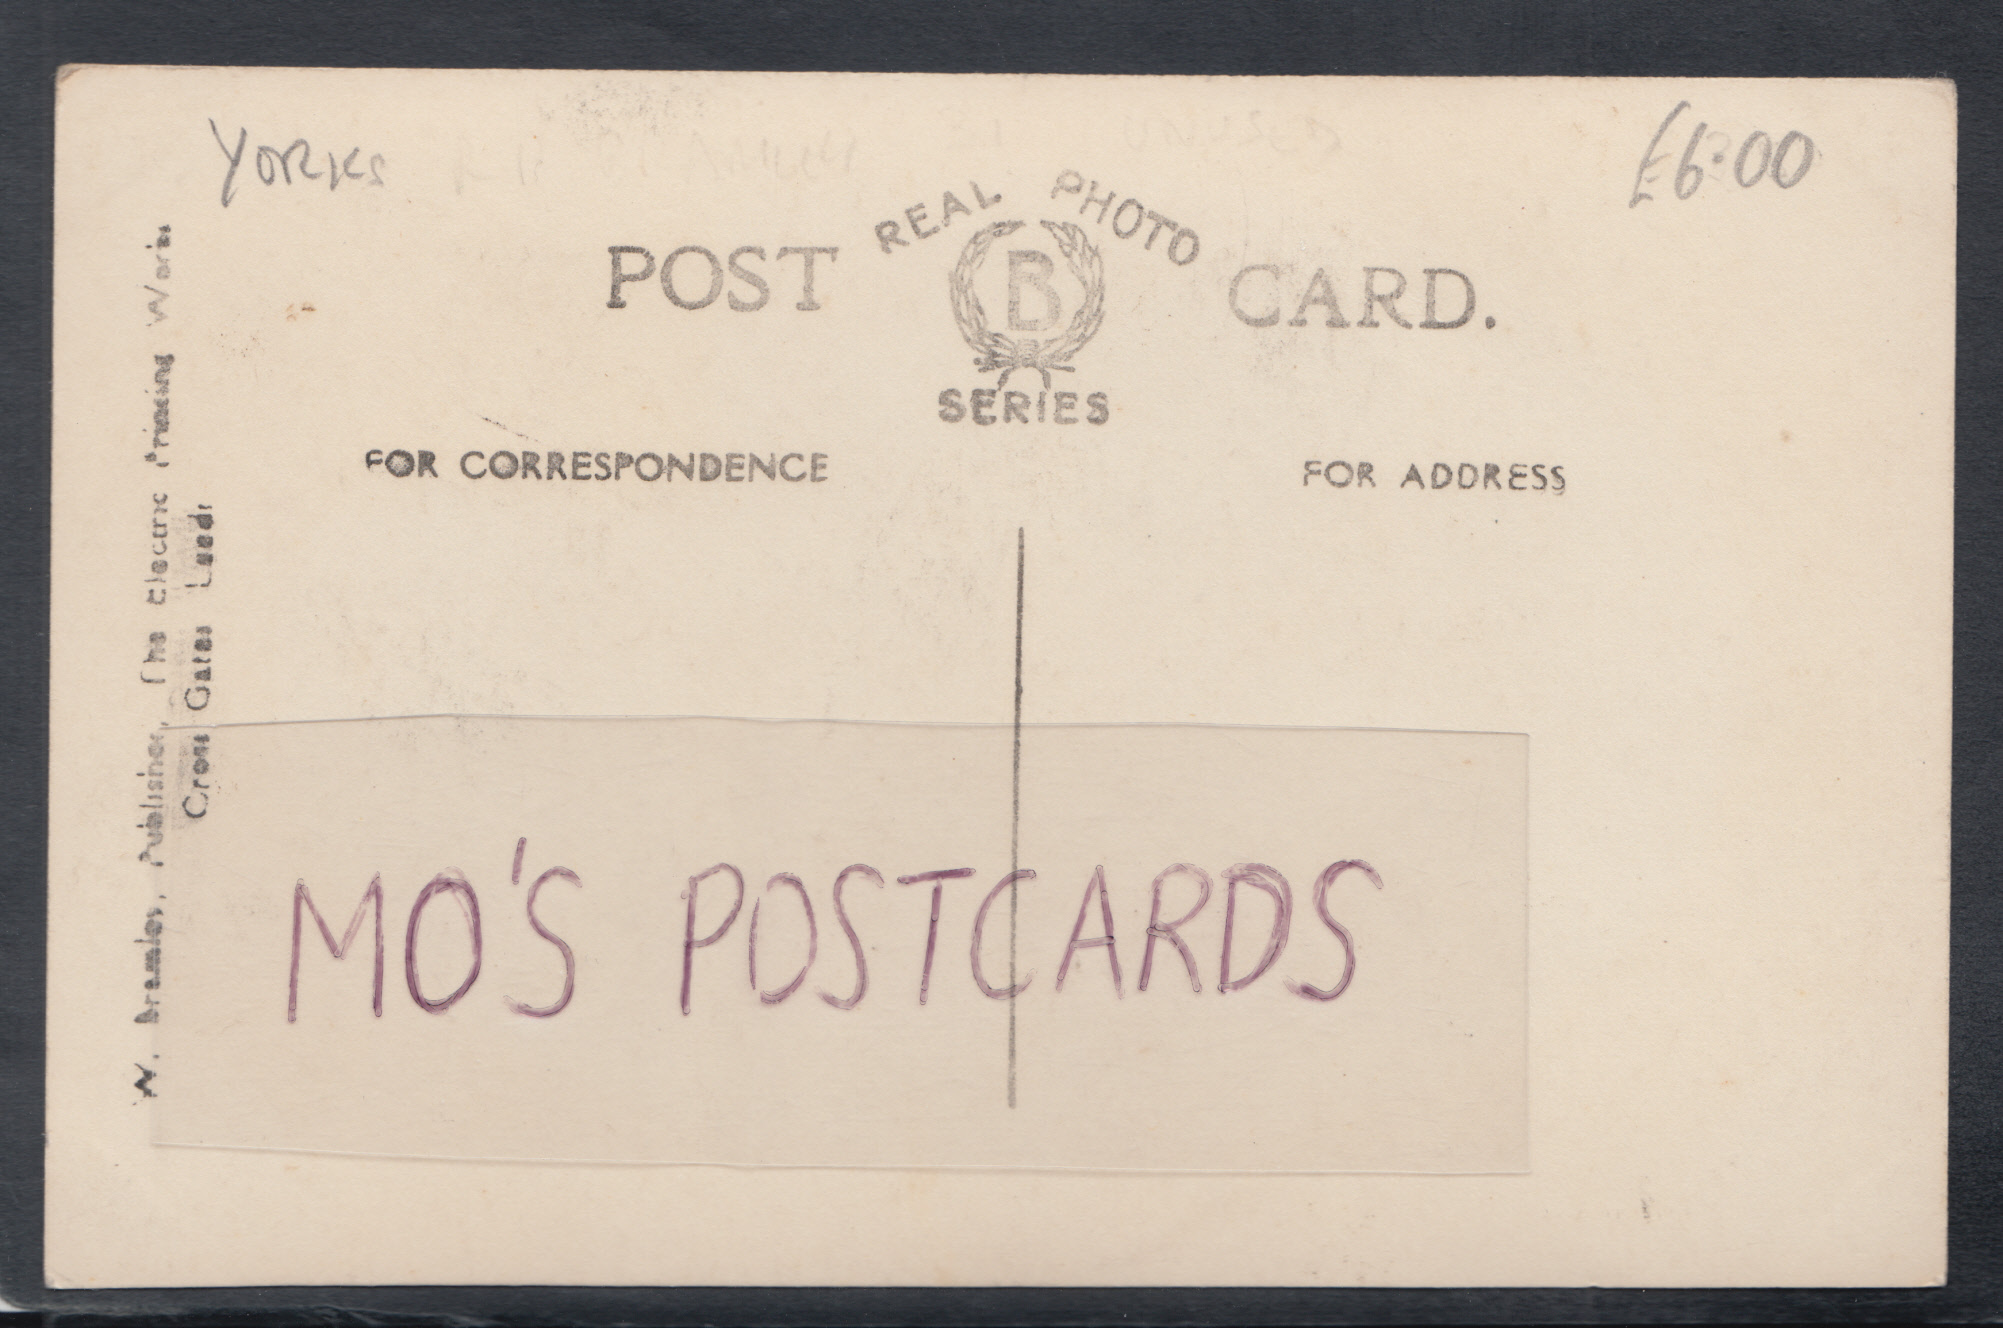 YORKS
£6.00
REAL PHOTO
POST B CARD.
SERIES
FOR CORRESPONDENCE
FOR ADDRESS
W. Bramley, Publisher, The Electric Printing Works
Cross Gates Leeds
MO'S POSTCARDS